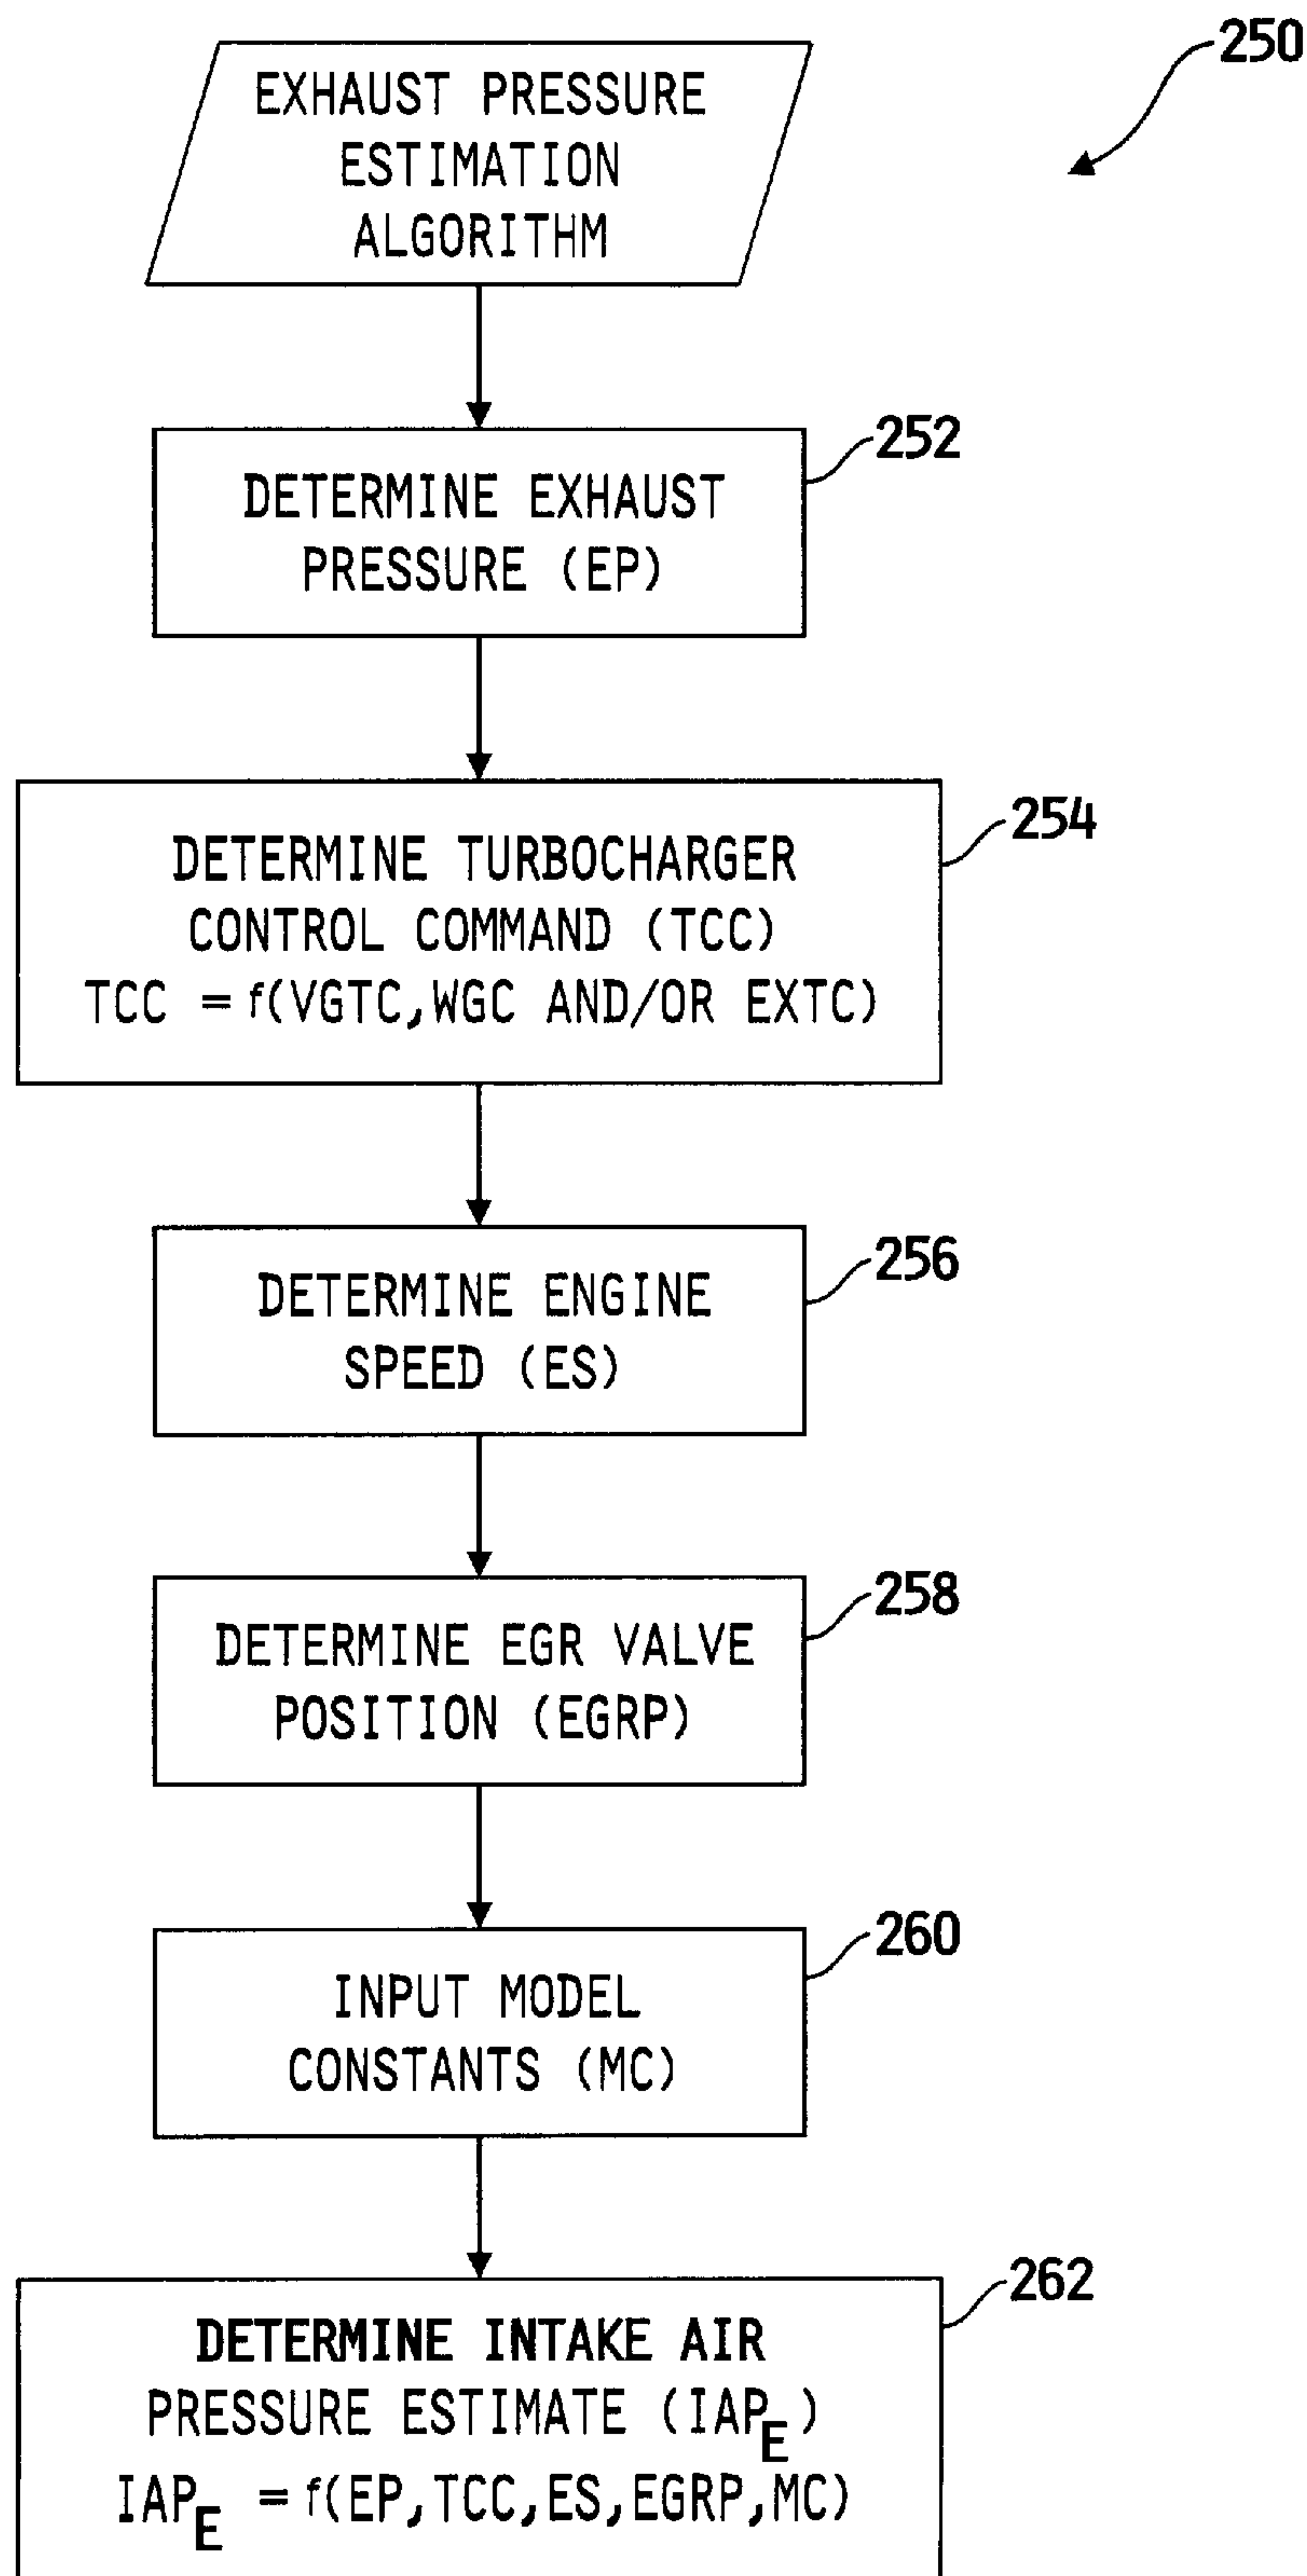 250
EXHAUST PRESSURE
ESTIMATION
ALGORITHM
252
DETERMINE EXHAUST
PRESSURE (EP)
254
DETERMINE TURBOCHARGER
CONTROL COMMAND (TCC)
TCC = f(VGTC,WGC AND/OR EXTC)
256
DETERMINE ENGINE
SPEED (ES)
258
DETERMINE EGR VALVE
POSITION (EGRP)
260
INPUT MODEL
CONSTANTS (MC)
262
DETERMINE INTAKE AIR
PRESSURE ESTIMATE (IAP_E)
IAP_E = f(EP,TCC,ES,EGRP,MC)